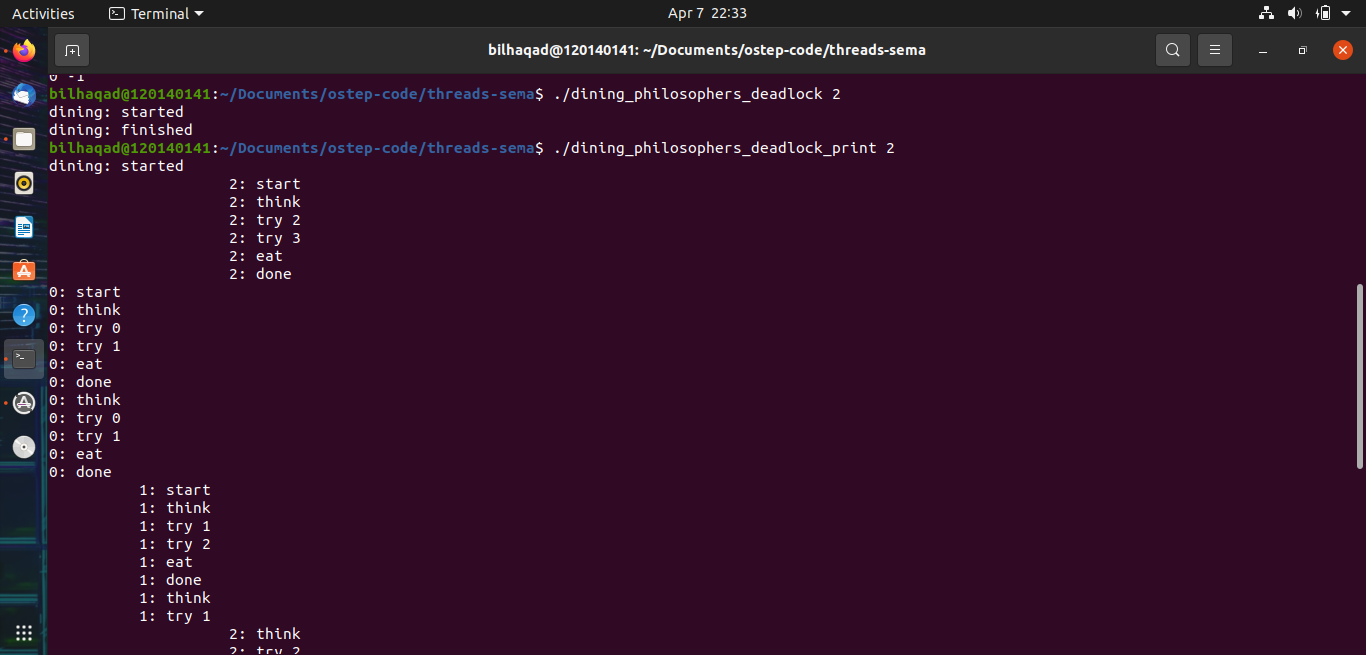 Activities Terminal Apr 7 22:33
bilhaqad@120140141: ~/Documents/ostep-code/threads-sema
0 -1
bilhaqad@120140141:~/Documents/ostep-code/threads-sema$ ./dining_philosophers_deadlock 2
dining: started
dining: finished
bilhaqad@120140141:~/Documents/ostep-code/threads-sema$ ./dining_philosophers_deadlock_print 2
dining: started
2: start
2: think
2: try 2
2: try 3
2: eat
2: done
0: start
0: think
0: try 0
0: try 1
0: eat
0: done
0: think
0: try 0
0: try 1
0: eat
0: done
1: start
1: think
1: try 1
1: try 2
1: eat
1: done
1: think
1: try 1
2: think
2: try 2